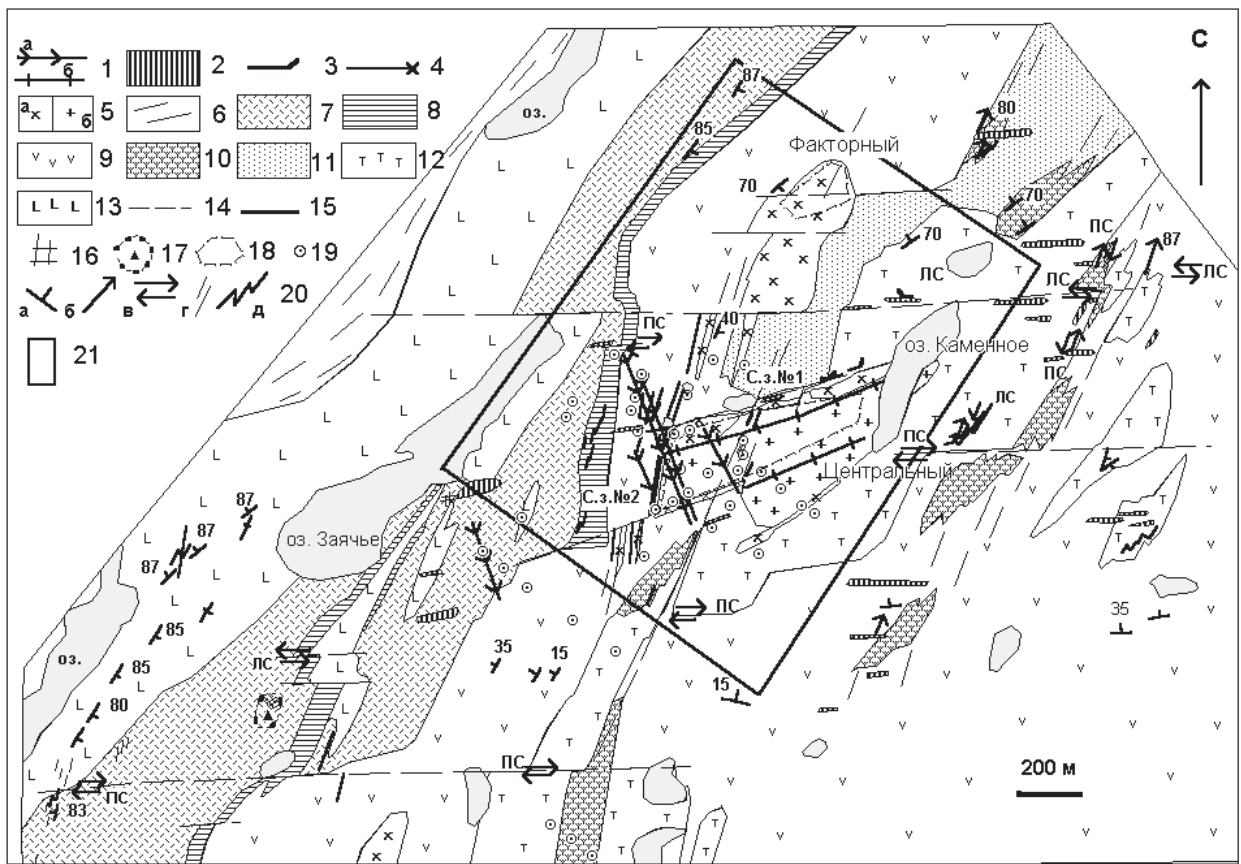 а
б
1
2
3
4
С
а
б
5
6
7
8
9
10
11
12
13
14
15
16
17
18
19
а
б
в
г
д
20
21
оз.
87
85
80
Факторный
70
70
70
ЛС
ПС
87
ЛС
ПС
40
оз. Каменное
С.з.№1
ПС
ЛС
ПС
Центральный
С.з.№2
87
87
87
оз. Заячье
ПС
35
85
оз.
85
ЛС
35
15
15
80
ПС
200 м
ПС
83